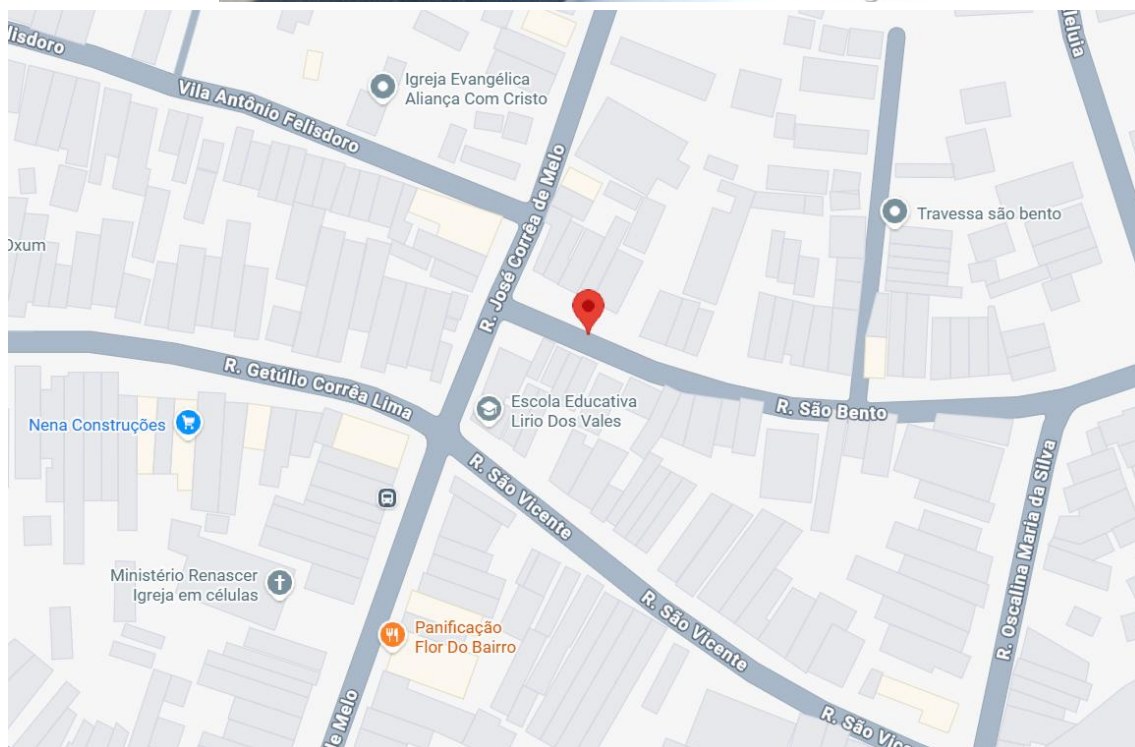 lisdoro
Vila Antônio Felisdoro
Igreja Evangélica
Aliança Com Cristo
R. José Corrêa de Melo
Travessa são bento
Oxum
R. Getúlio Corrêa Lima
Nena Construções
Escola Educativa
Lirio Dos Vales
R. São Bento
R. São Vicente
R. Oscalina Maria da Silva
Ministério Renascer
Igreja em células
R. São Vicente
Panificação
Flor Do Bairro
de Melo
R. São Vic